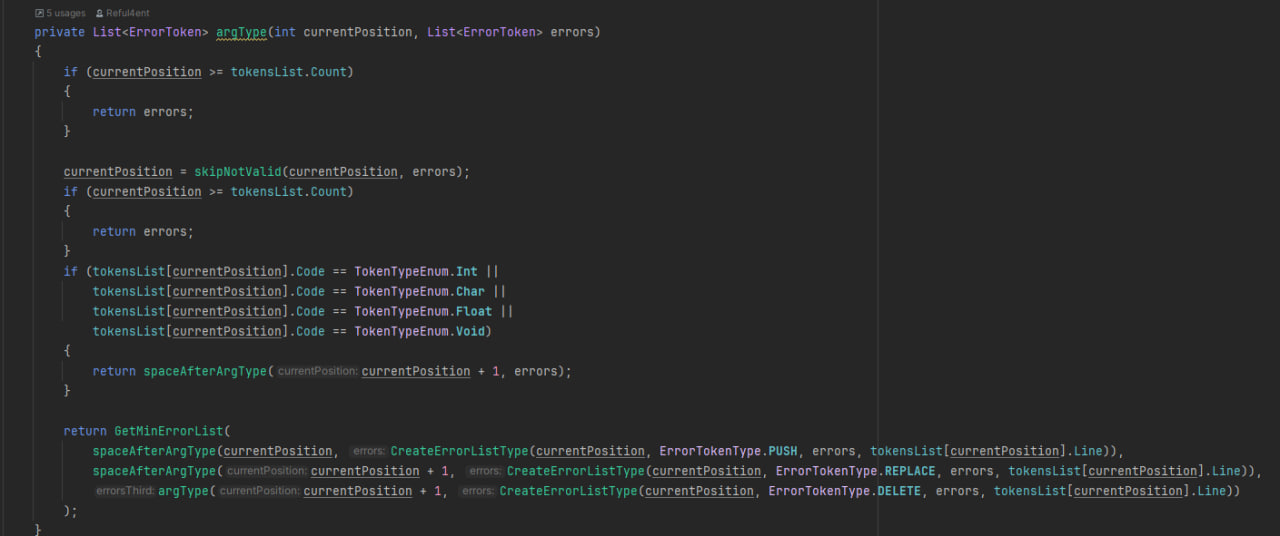 5 usages Reful4ent
private List<ErrorToken> argType(int currentPosition, List<ErrorToken> errors)
{
if (currentPosition >= tokensList.Count)
{
return errors;
}
currentPosition = skipNotValid(currentPosition, errors);
if (currentPosition >= tokensList.Count)
{
return errors;
}
if (tokensList[currentPosition].Code == TokenTypeEnum.Int ||
tokensList[currentPosition].Code == TokenTypeEnum.Char ||
tokensList[currentPosition].Code == TokenTypeEnum.Float ||
tokensList[currentPosition].Code == TokenTypeEnum.Void)
{
return spaceAfterArgType(currentPosition: currentPosition + 1, errors);
}
return GetMinErrorList(
spaceAfterArgType(currentPosition, errors: CreateErrorListType(currentPosition, ErrorTokenType.PUSH, errors, tokensList[currentPosition].Line)),
spaceAfterArgType(currentPosition: currentPosition + 1, errors: CreateErrorListType(currentPosition, ErrorTokenType.REPLACE, errors, tokensList[currentPosition].Line)),
errorsThird: argType(currentPosition: currentPosition + 1, errors: CreateErrorListType(currentPosition, ErrorTokenType.DELETE, errors, tokensList[currentPosition].Line))
);
}